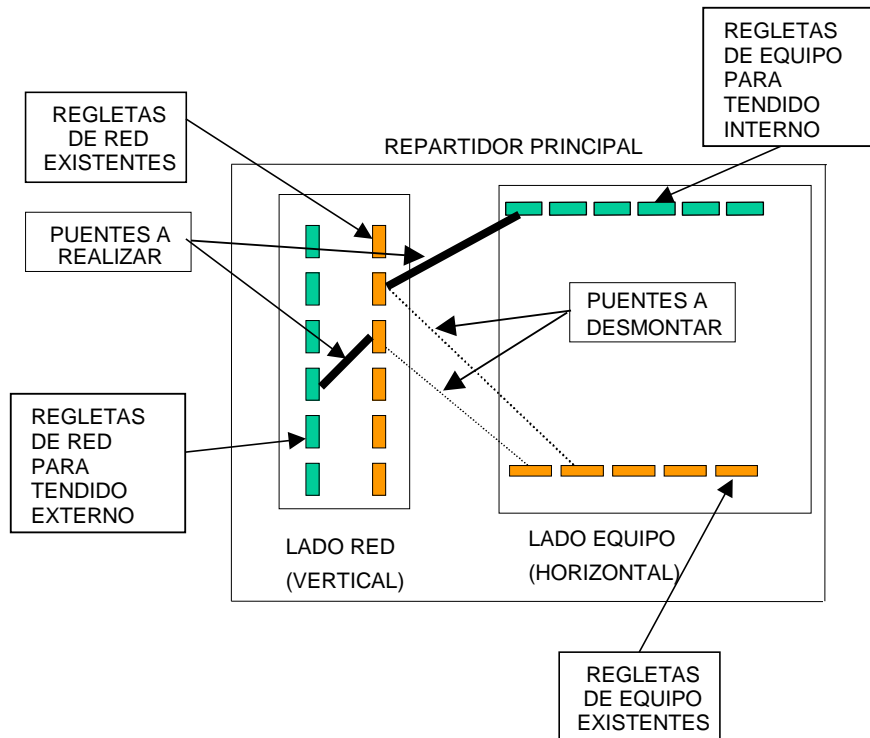 REGLETAS
DE EQUIPO
PARA
TENDIDO
INTERNO
REGLETAS
DE RED
EXISTENTES
REPARTIDOR PRINCIPAL
PUENTES A
REALIZAR
PUENTES A
DESMONTAR
REGLETAS
DE RED
PARA
TENDIDO
EXTERNO
LADO RED
(VERTICAL)
LADO EQUIPO
(HORIZONTAL)
REGLETAS
DE EQUIPO
EXISTENTES